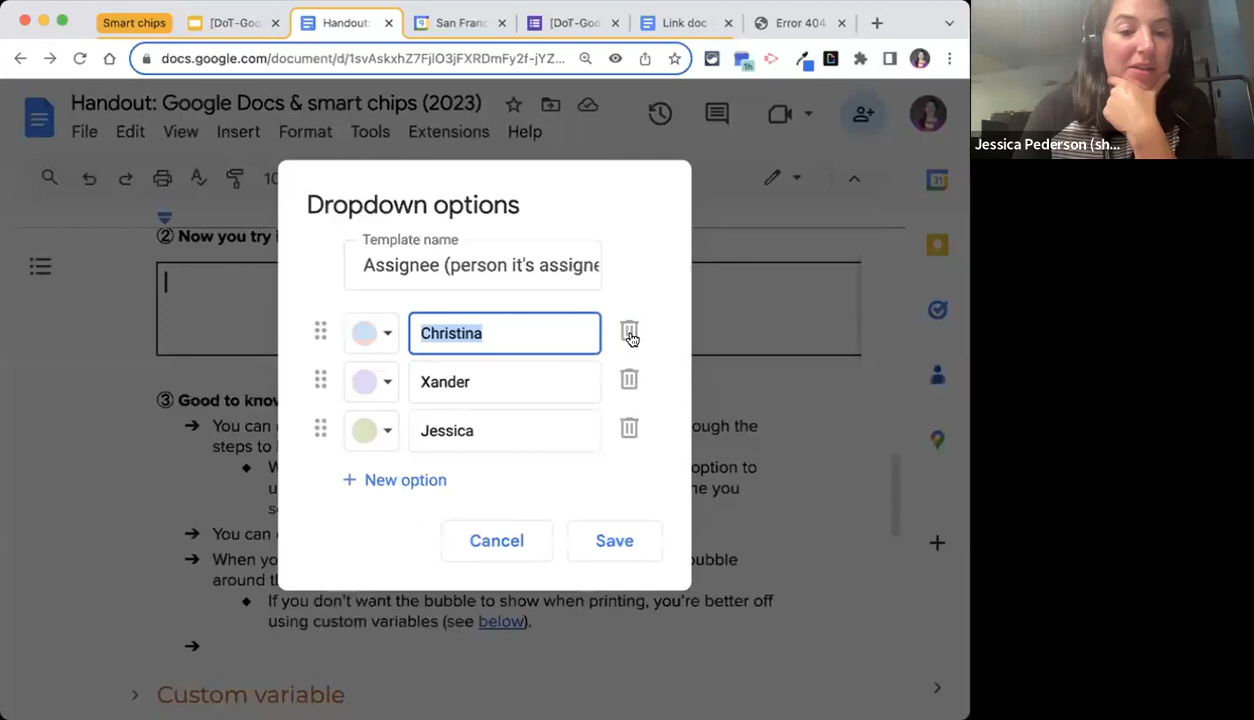 Smart chips
[DoT-Goo
Handout:
San Franc
[DoT-Goo
Link doc -
Error 404
docs.google.com/document/d/1svAskxhZ7FjlO3jFXRDmFy2f-jYZ...
1h
Handout: Google Docs & smart chips (2023)
File Edit View Insert Format Tools Extensions Help
10
31
② Now you try i
③ Good to know
You can
ough the
steps to
W
option to
u
ne you
s
You can
When yo
bubble
around th
If you don't want the bubble to show when printing, you're better off
using custom variables (see below).
Custom variable
Dropdown options
Template name
Assignee (person it's assigne
Christina
Xander
Jessica
+ New option
Cancel
Save
Jessica Pederson (sh...